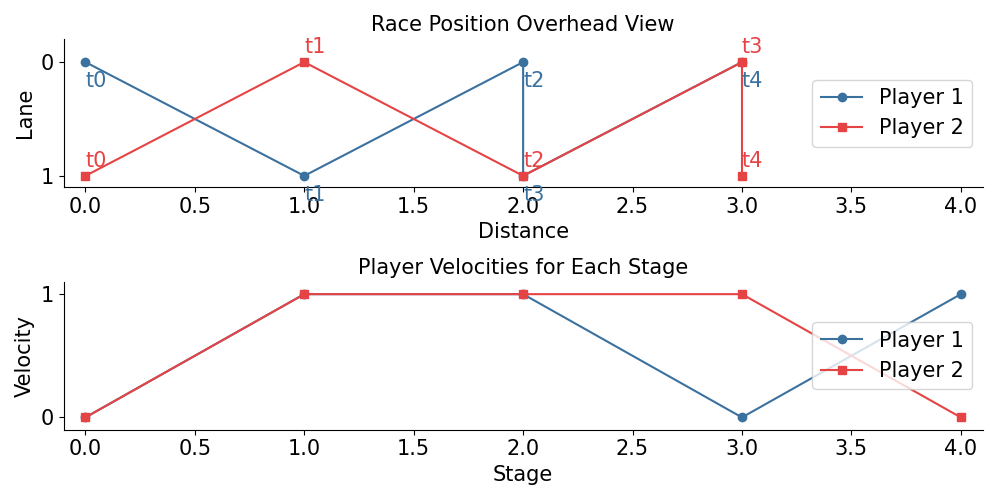 Race Position Overhead View
t1
t3
0
t0
t2
t4
Player 1
Player 2
Lane
t0
t2
t4
1
t1
t3
0.0 0.5 1.0 1.5 2.0 2.5 3.0 3.5 4.0
Distance
Player Velocities for Each Stage
1
Velocity
Player 1
Player 2
0
0.0 0.5 1.0 1.5 2.0 2.5 3.0 3.5 4.0
Stage